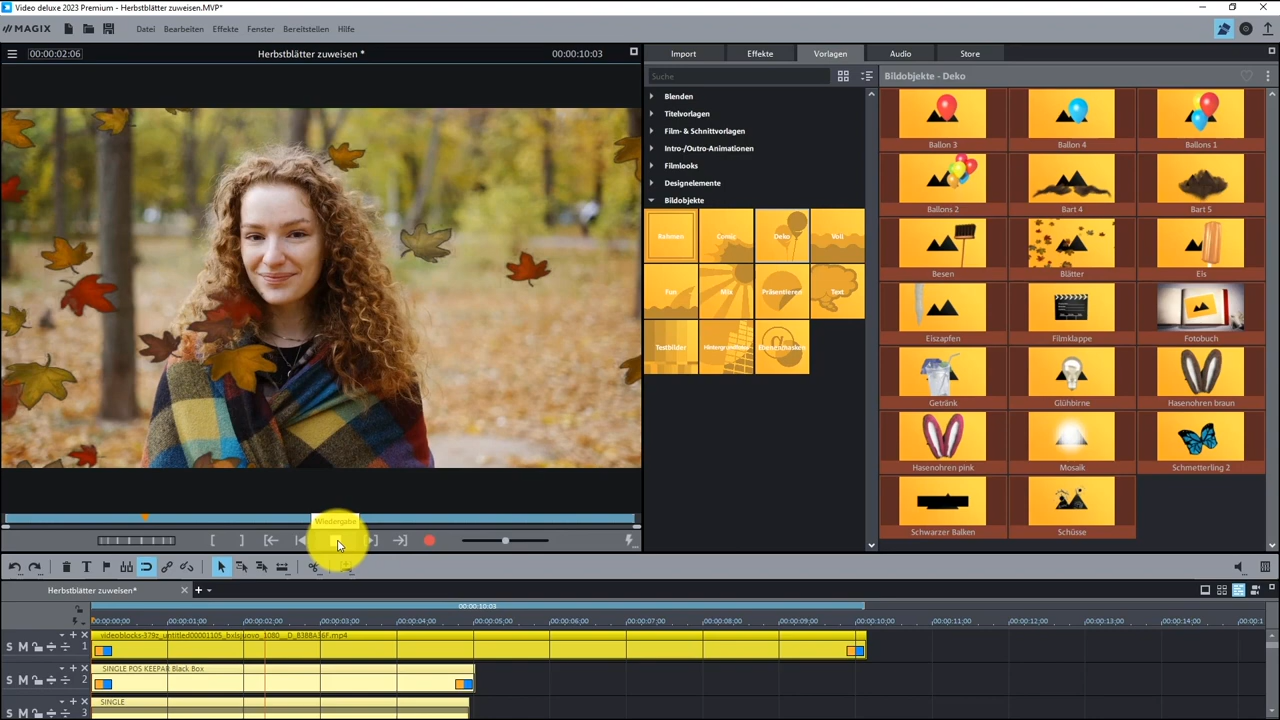 Video deluxe 2023 Premium - Herbstblätter zuweisen.MVP*
MAGIX
Datei Bearbeiten Effekte Fenster Bereitstellen Hilfe
00:00:02:06
Herbstblätter zuweisen *
00:00:10:03
Import Effekte Vorlagen Audio Store
Suche
Bildobjekte - Deko
Blenden
Titelvorlagen
Film- & Schnittvorlagen
Intro-/Outro-Animationen
Filmlooks
Designelemente
Bildobjekte
Rahmen Comic Deko Voll
Fun Mix Präsentieren Text
Testbilder
Ballon 3 Ballon 4 Ballons 1
Ballons 2 Bart 4 Bart 5
Besen Blätter Eis
Eiszapfen Filmklappe Fotobuch
Getränk Glühbirne Hasenohren braun
Hasenohren pink Mosaik Schmetterling 2
Schwarzer Balken Schüsse
Wiedergabe
Herbstblätter zuweisen*
00:00:10:03
00:00:00:00 00:00:01:00 00:00:02:00 00:00:03:00 00:00:04:00 00:00:05:00 00:00:06:00 00:00:07:00 00:00:08:00 00:00:09:00 00:00:10:00 00:00:11:00 00:00:12:00 00:00:13:00 00:00:14:00
S M 1
S M 2
SINGLE POS KEEPAR Black Box
S M 3
SINGLE